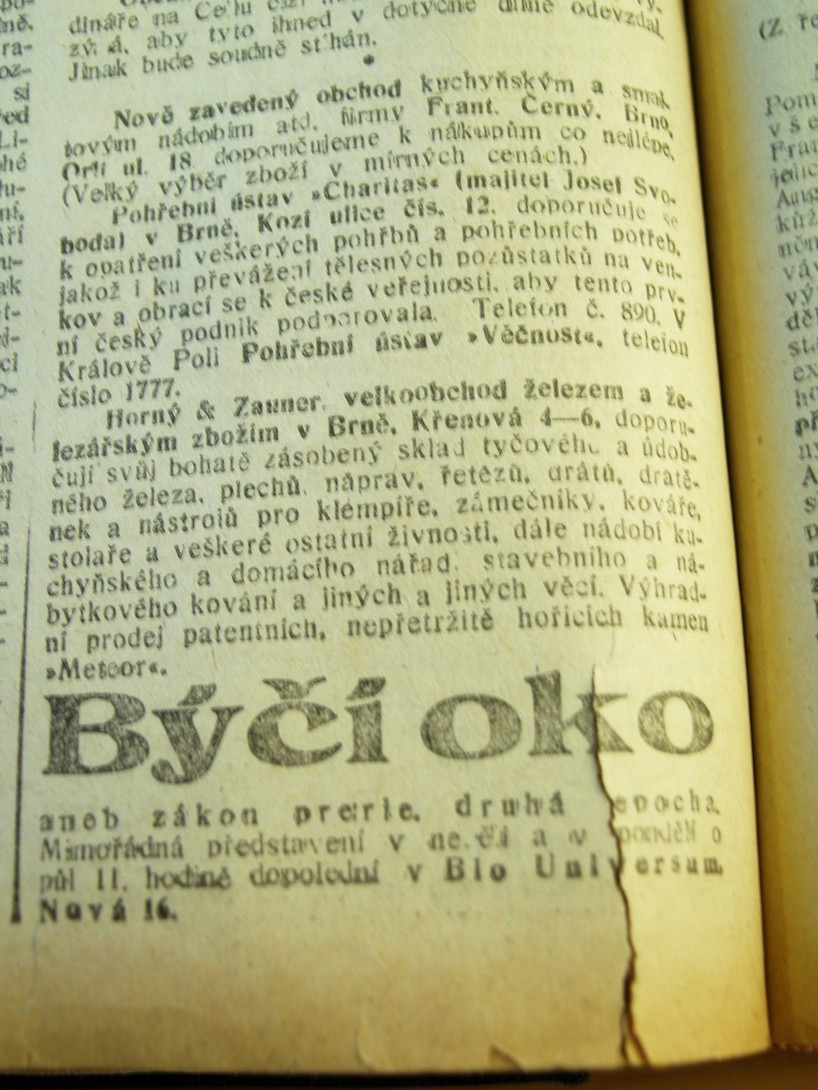 dináře na
zývá, aby tyto ihned v dotyčné odevzdal.
Jinak bude soudně stíhán.
Nově zavedený obchod kuchyňským a smal-
tovým nádobím atd. firmy Frant. Černý, Brno,
Orlí ul. 18. doporučujeme k nákupům co nejlépe.
(Velký výběr zboží v mírných cenách.)
Pohřební ústav »Charitas« (majitel Josef Svo-
boda) v Brně, Kozí ulice čís. 12. doporučuje se
k opatření veškerých pohřbů a pohřebních potřeb,
jakož i ku převážení tělesných pozůstatků na ven-
kov a obrací se k české veřejnosti, aby tento prv-
ní český podnik podporovala. Telefon č. 890. V
Králově Poli Pohřební ústav »Věčnost«, telefon
číslo 1777.
Horný & Zauner, velkoobchod železem a že-
lezářským zbožím v Brně, Křenová 4—6, doporu-
čují svůj bohatě zásobený sklad tyčového a údob-
ného železa, plechů, náprav, řetězů, drátů, dratě-
nek a nástrojů pro klempíře, zámečníky, kováře,
stolaře a veškeré ostatní živnosti, dále nádobí ku-
chyňského a domácího nářadí, stavebního a ná-
bytkového kování a jiných a jiných věcí. Výhrad-
ní prodej patentních, nepřetržitě hořících kamen
»Meteor«.
Býčí oko
aneb zákon prerie, druhá epocha.
Mimořádná představení v neděli a v pondělí o
půl 11. hodině dopolední v Bio Universum,
Nová 16.